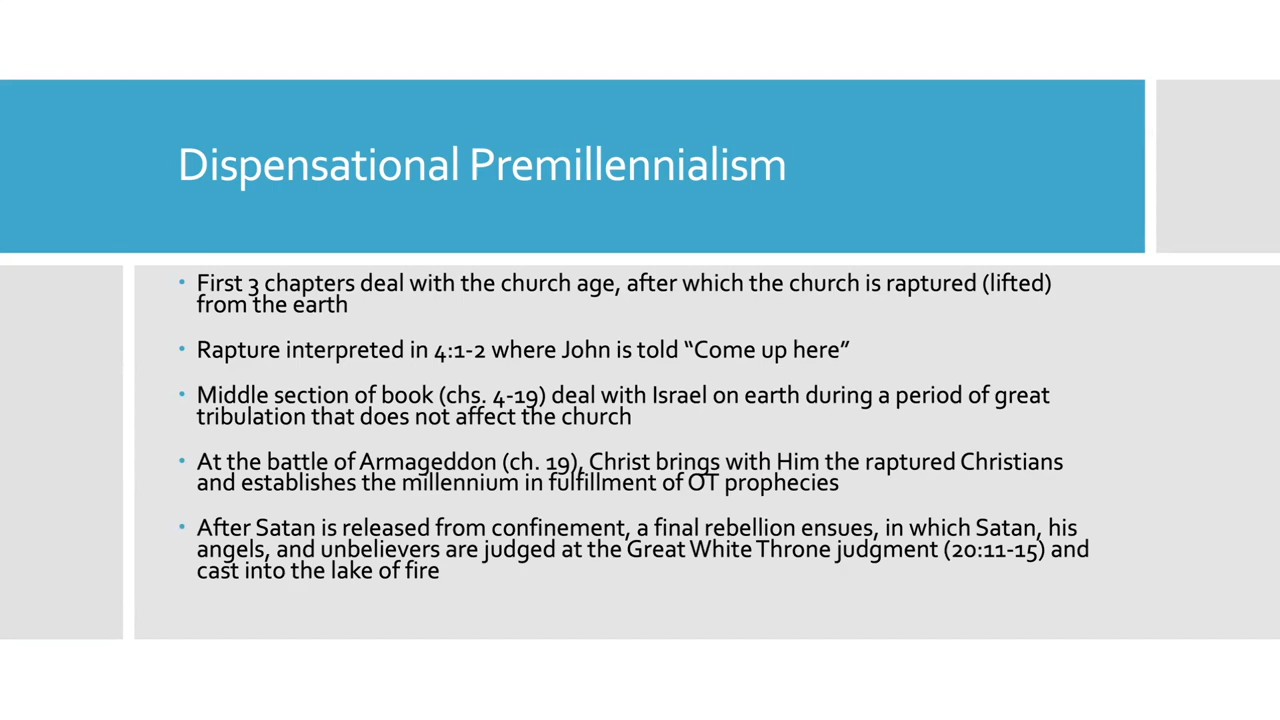 Dispensational Premillennialism
• First 3 chapters deal with the church age, after which the church is raptured (lifted)
from the earth
• Rapture interpreted in 4:1-2 where John is told “Come up here”
• Middle section of book (chs. 4-19) deal with Israel on earth during a period of great
tribulation that does not affect the church
• At the battle of Armageddon (ch. 19), Christ brings with Him the raptured Christians
and establishes the millennium in fulfillment of OT prophecies
• After Satan is released from confinement, a final rebellion ensues, in which Satan, his
angels, and unbelievers are judged at the Great White Throne judgment (20:11-15) and
cast into the lake of fire